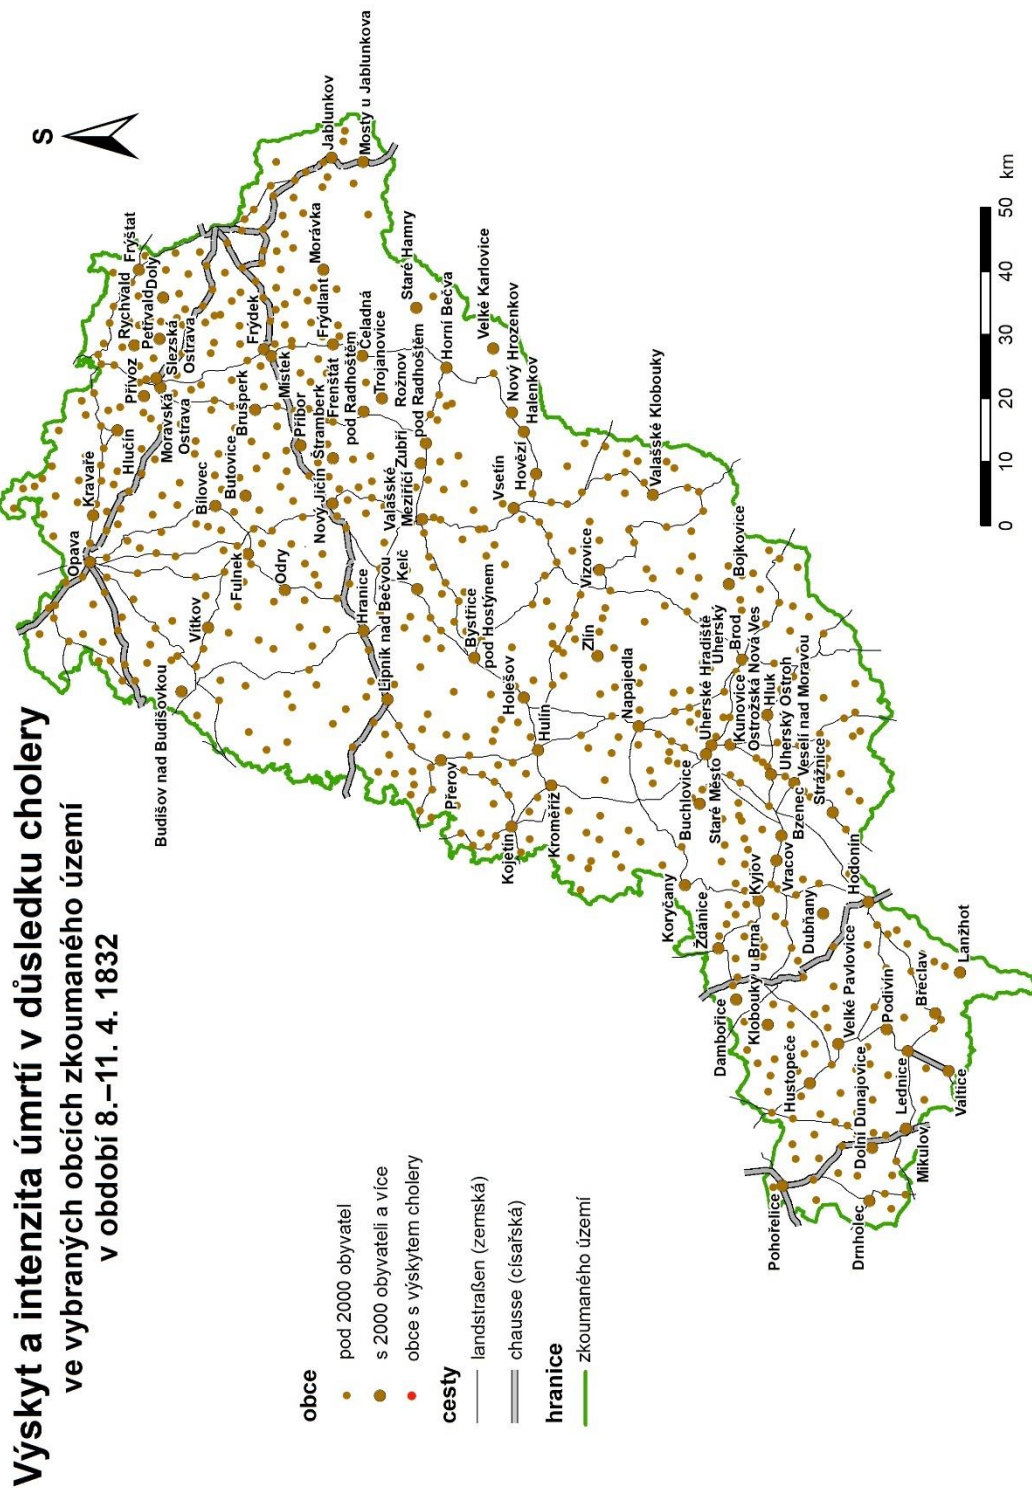 Výskyt a intenzita úmrtí v důsledku cholery
ve vybraných obcích zkoumaného území
v období 8.–11. 4. 1832
S
obce
pod 2000 obyvatel
s 2000 obyvateli a více
obce s výskytem cholery
cesty
landstraßen (zemská)
chausse (císařská)
hranice
zkoumaného území
Opava
Kravaře
Hlučín
Přívoz
Rychvald
Petřvald
Doly
Fryštat
Moravská
Ostrava
Slezská
Ostrava
Budišov nad Budišovkou
Vítkov
Fulnek
Bílovec
Butovice
Brušperk
Odry
Místek
Frýdek
Příbor
Nový Jičín
Štramberk
Frenštát
pod Radhoštěm
Frýdlant
Morávka
Jablunkov
Mosty u Jablunkova
Čeladná
Trojanovice
Staré Hamry
Hranice
Lipník nad Bečvou
Kelč
Valašské
Meziříčí
Zubří
Rožnov
pod Radhoštěm
Horní Bečva
Velké Karlovice
Nový Hrozenkov
Halenkov
Hovězí
Vsetín
Přerov
Bystřice
pod Hostýnem
Holešov
Hulín
Kojetín
Kroměříž
Vizovice
Zlín
Napajedla
Valašské Klobouky
Bojkovice
Uherské Hradiště
Uherský
Brod
Kunovice
Ostrožská Nová Ves
Hluk
Uherský Ostroh
Veselí nad Moravou
Strážnice
Buchlovice
Staré Město
Bzenec
Vracov
Kyjov
Koryčany
Ždánice
Hodonín
Dubňany
Dambořice
Klobouky u Brna
Hustopeče
Velké Pavlovice
Podivín
Břeclav
Lanžhot
Lednice
Valtice
Dolní Dunajovice
Mikulov
Pohořelice
Drnholec
0 10 20 30 40 50 km